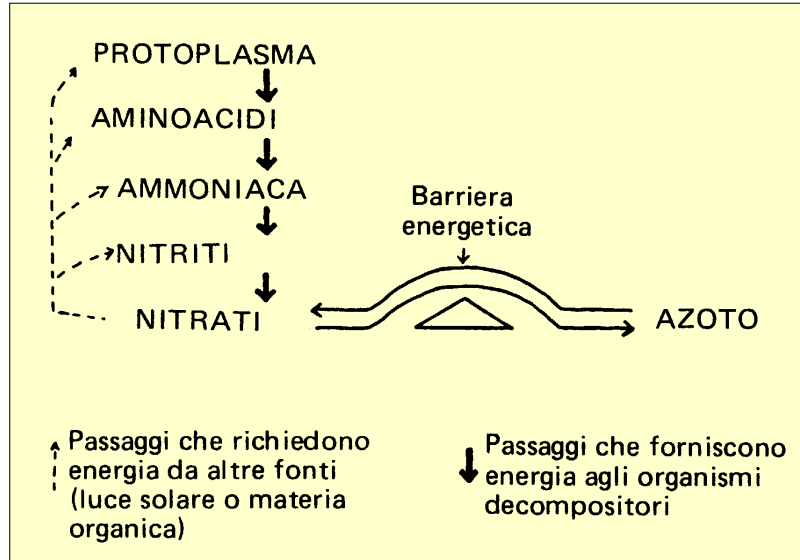 PROTOPLASMA
AMINOACIDI
AMMONIACA
NITRITI
NITRATI
Barriera
energetica
AZOTO
Passaggi che richiedono
energia da altre fonti
(luce solare o materia
organica)
Passaggi che forniscono
energia agli organismi
decompositori